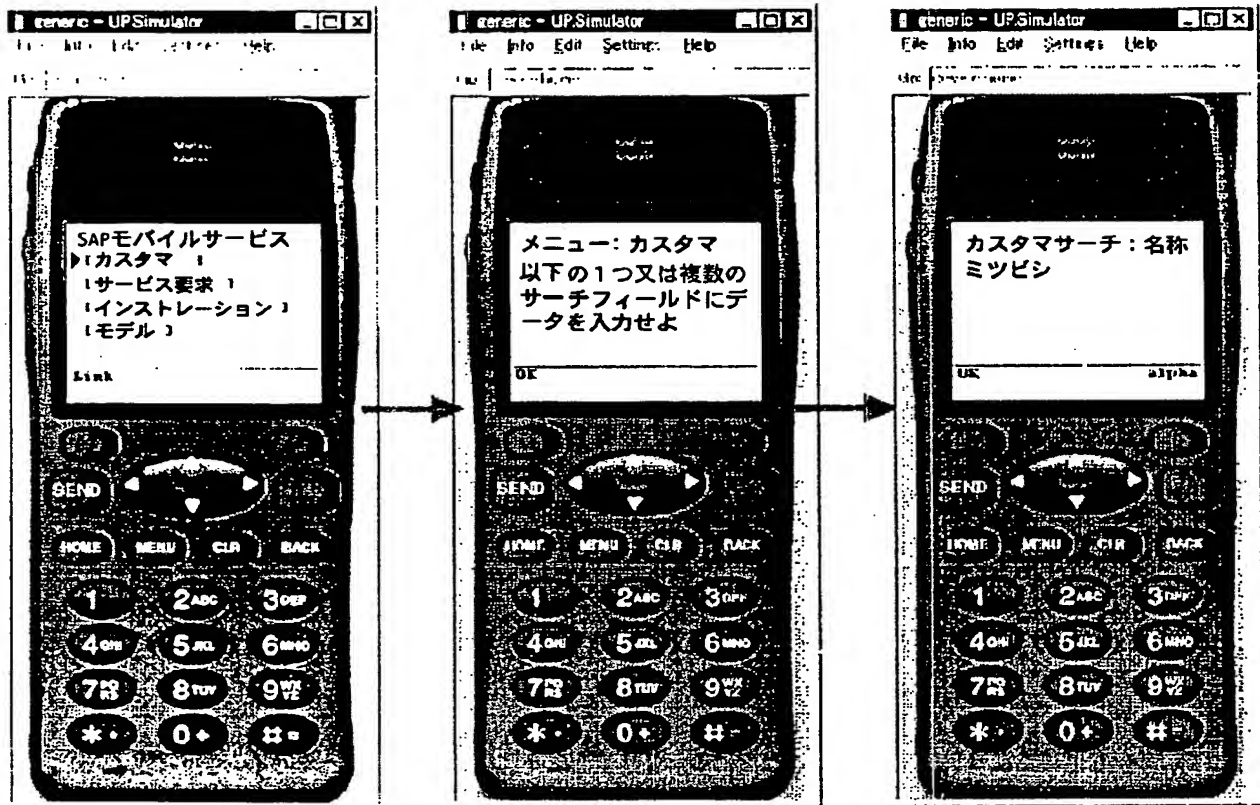 generic - UP.Simulator
SAPモバイルサービス
[カスタマ ]
[サービス要求 ]
[インストレーション ]
[モデル ]
Link
SEND
HOME MENU CLR BACK
1 2ABC 3DEF
4GHI 5JKL 6MNO
7PQRS 8TUV 9WXYZ
* 0+ #
generic - UP.Simulator
File Info Edit Settings Help
メニュー: カスタマ
以下の1つ又は複数の
サーチフィールドにデ
ータを入力せよ
OK
SEND
HOME MENU CLR BACK
1 2ABC 3DEF
4GHI 5JKL 6MNO
7PQRS 8TUV 9WXYZ
* 0+ #
generic - UP.Simulator
File Info Edit Settings Help
カスタマサーチ:名称
ミツビシ
OK alpha
SEND
HOME MENU CLR BACK
1 2ABC 3DEF
4GHI 5JKL 6MNO
7PQRS 8TUV 9WXYZ
* 0+ #